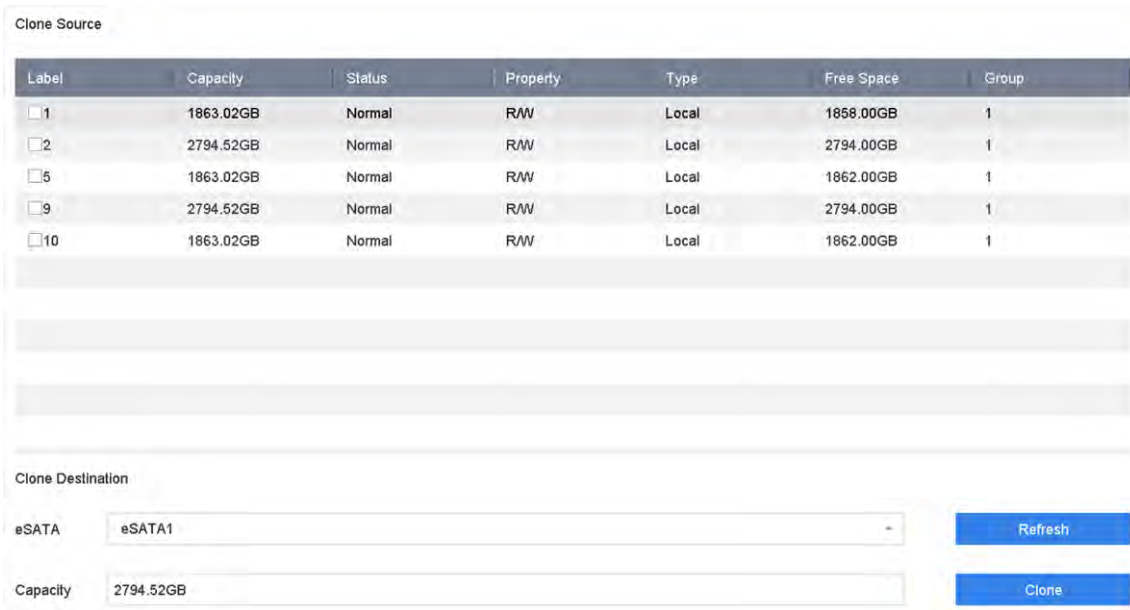 Clone Source
Label Capacity Status Property Type Free Space Group
1 1863.02GB Normal R/W Local 1858.00GB 1
2 2794.52GB Normal R/W Local 2794.00GB 1
5 1863.02GB Normal R/W Local 1862.00GB 1
9 2794.52GB Normal R/W Local 2794.00GB 1
10 1863.02GB Normal R/W Local 1862.00GB 1
Clone Destination
eSATA eSATA1 Refresh
Capacity 2794.52GB Clone